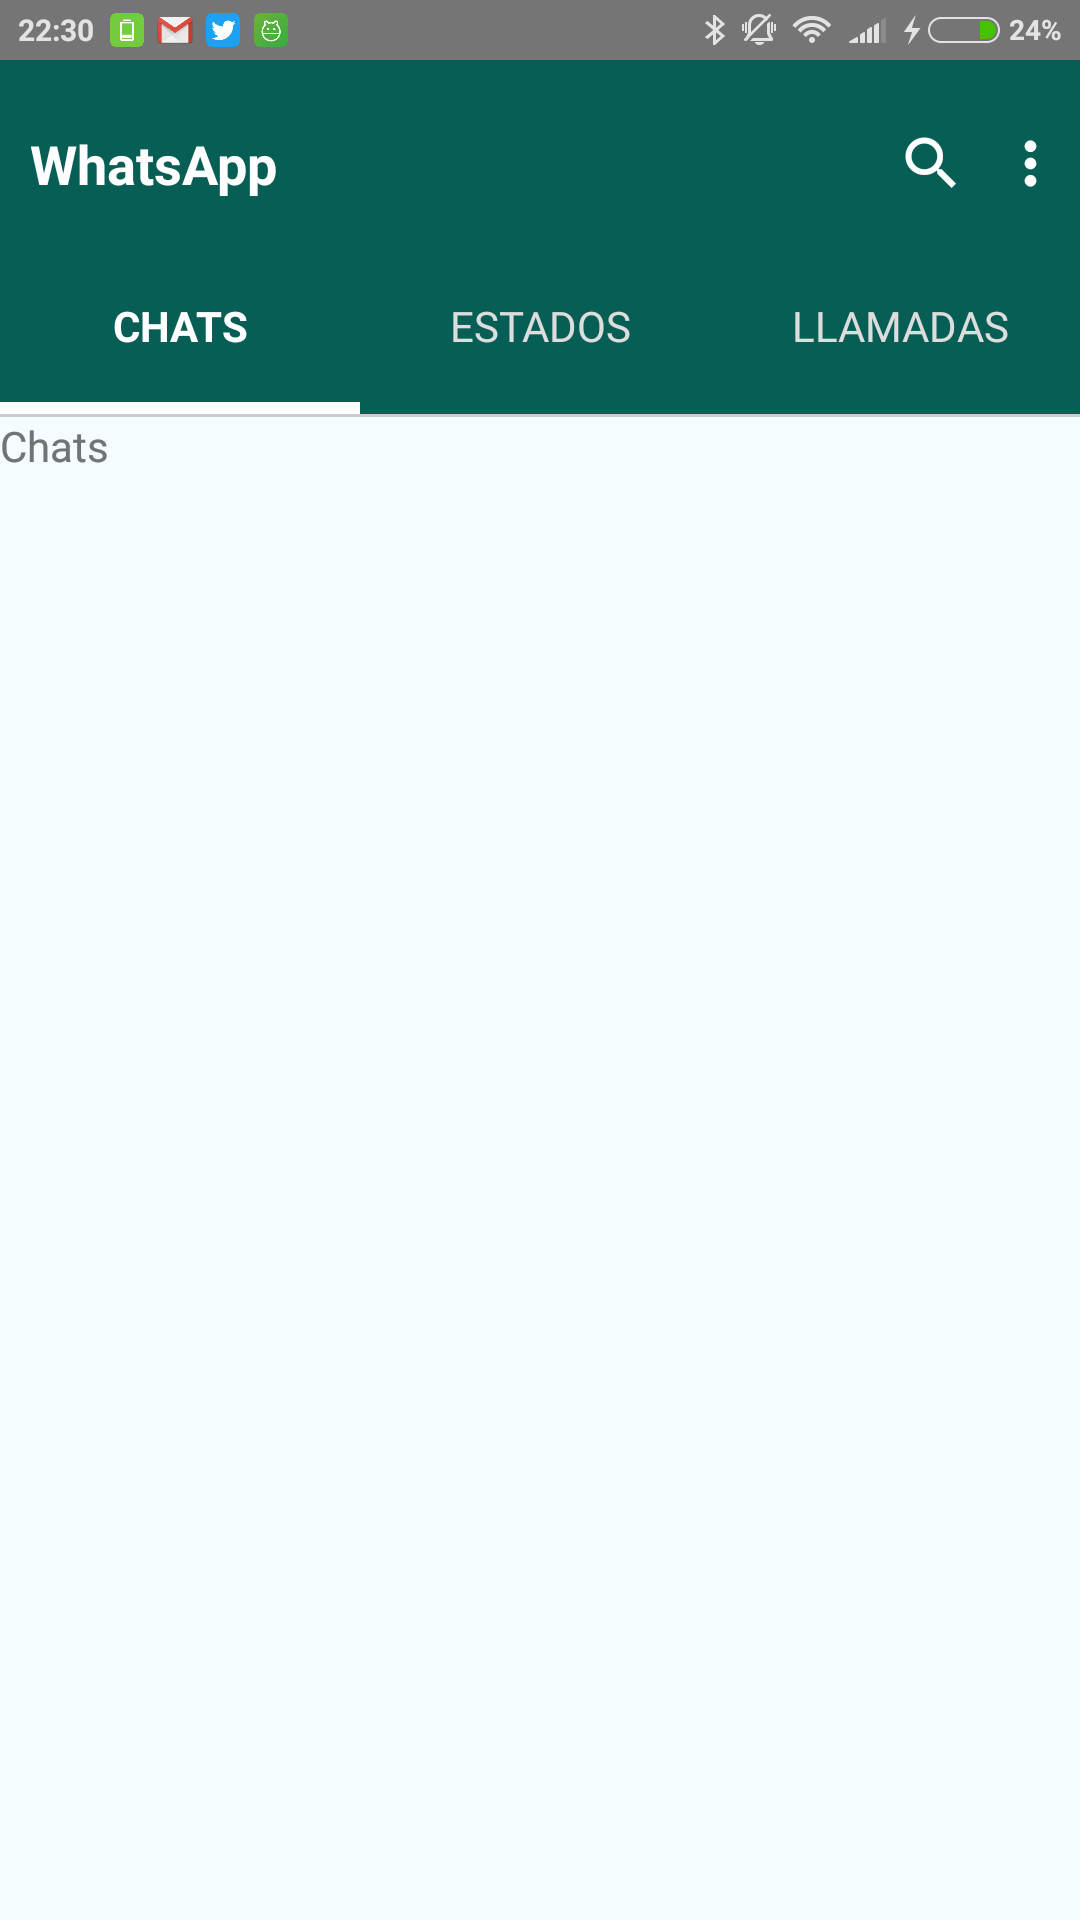 22:30 24%
WhatsApp
CHATS ESTADOS LLAMADAS
Chats